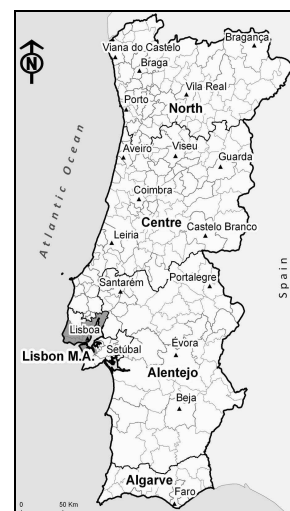 N
Bragança
Viana do Castelo
Braga
Vila Real
Porto
North
Atlantic Ocean
Aveiro
Viseu
Guarda
Coimbra
Centre
Castelo Branco
Leiria
Spain
Santarém
Portalegre
Lisboa
Lisbon M.A.
Setúbal
Évora
Alentejo
Beja
Algarve
Faro
0 50 Km